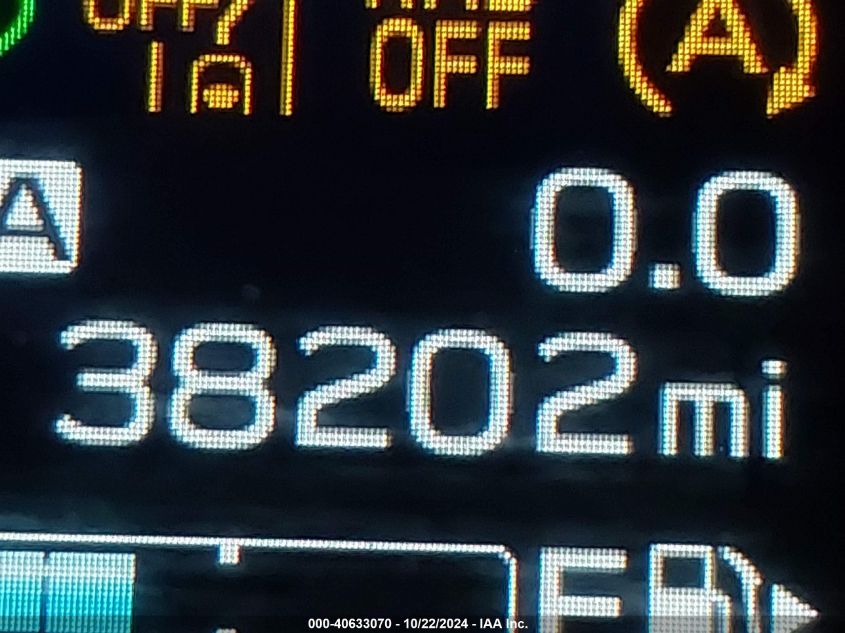 OFF
OFF
A
A
0.0
38202mi
F
000-40633070 - 10/22/2024 - IAA Inc.